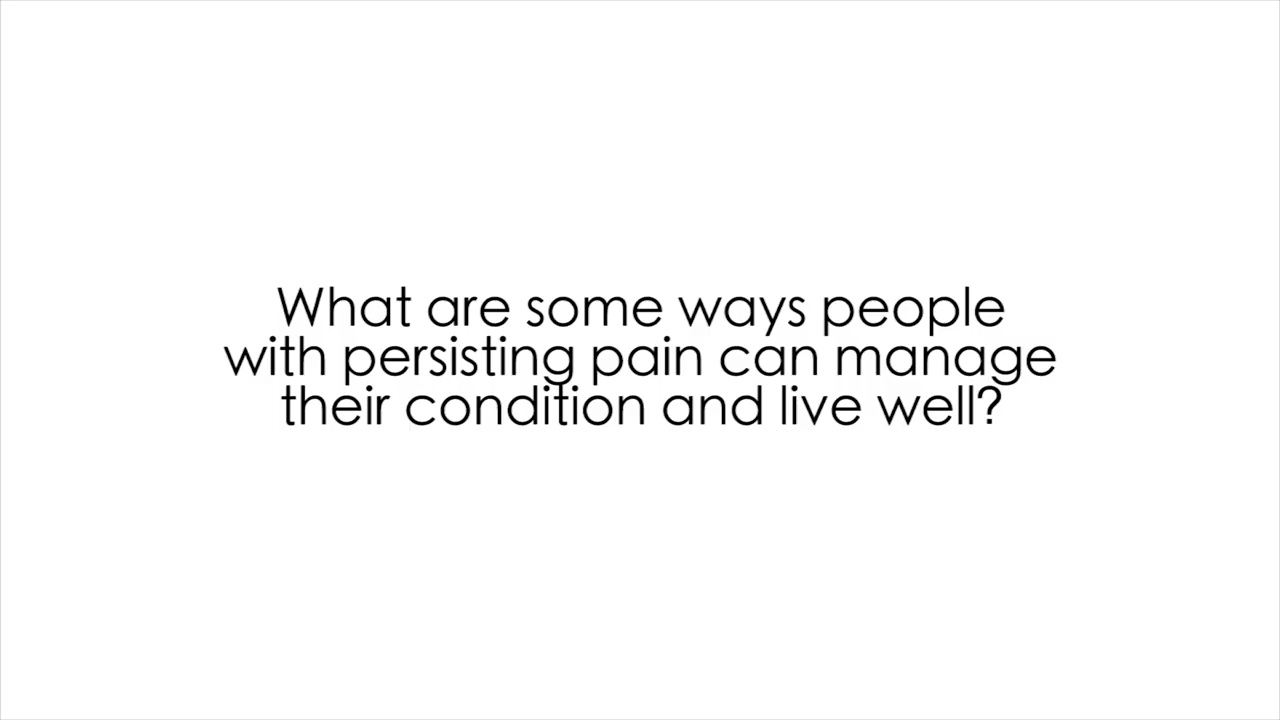 What are some ways people
with persisting pain can manage
their condition and live well?